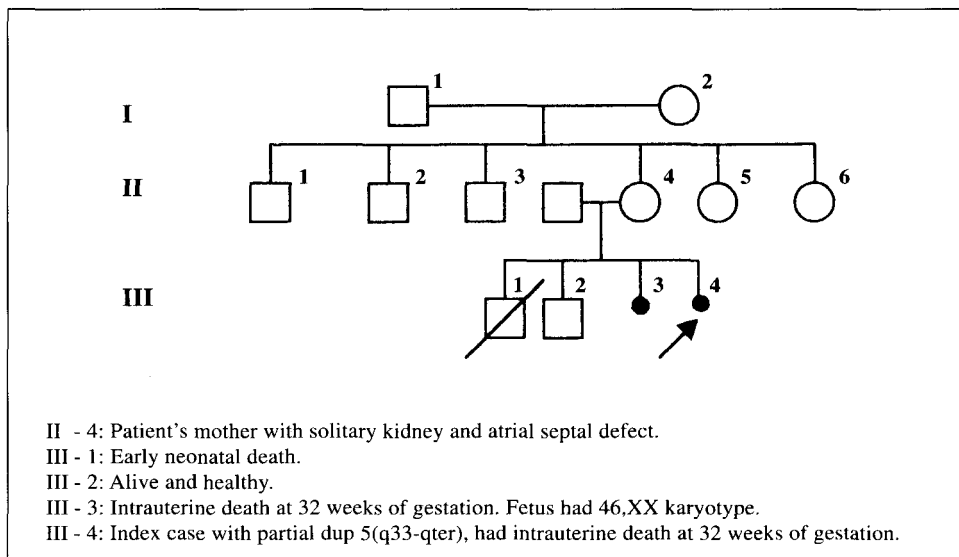 1 2
I
1 2 3 4 5 6
II
1 2 3 4
III
II - 4: Patient's mother with solitary kidney and atrial septal defect.
III - 1: Early neonatal death.
III - 2: Alive and healthy.
III - 3: Intrauterine death at 32 weeks of gestation. Fetus had 46,XX karyotype.
III - 4: Index case with partial dup 5(q33-qter), had intrauterine death at 32 weeks of gestation.